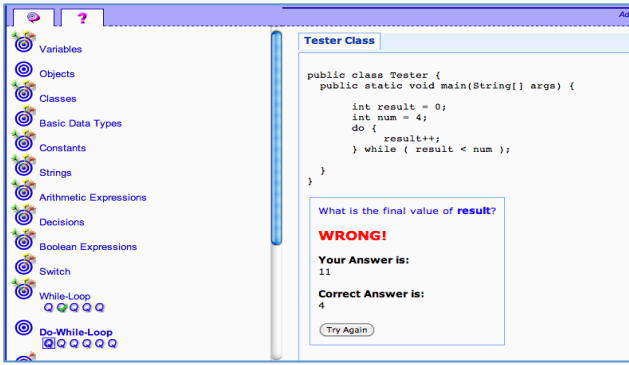 ?
Ad
Variables
Objects
Classes
Basic Data Types
Constants
Strings
Arithmetic Expressions
Decisions
Boolean Expressions
Switch
While-Loop
Q Q Q Q Q
Do-While-Loop
Q Q Q Q Q Q
Tester Class
public class Tester {
public static void main(String[] args) {
int result = 0;
int num = 4;
do {
result++;
} while ( result < num );
}
}
What is the final value of result?
WRONG!
Your Answer is:
11
Correct Answer is:
4
Try Again